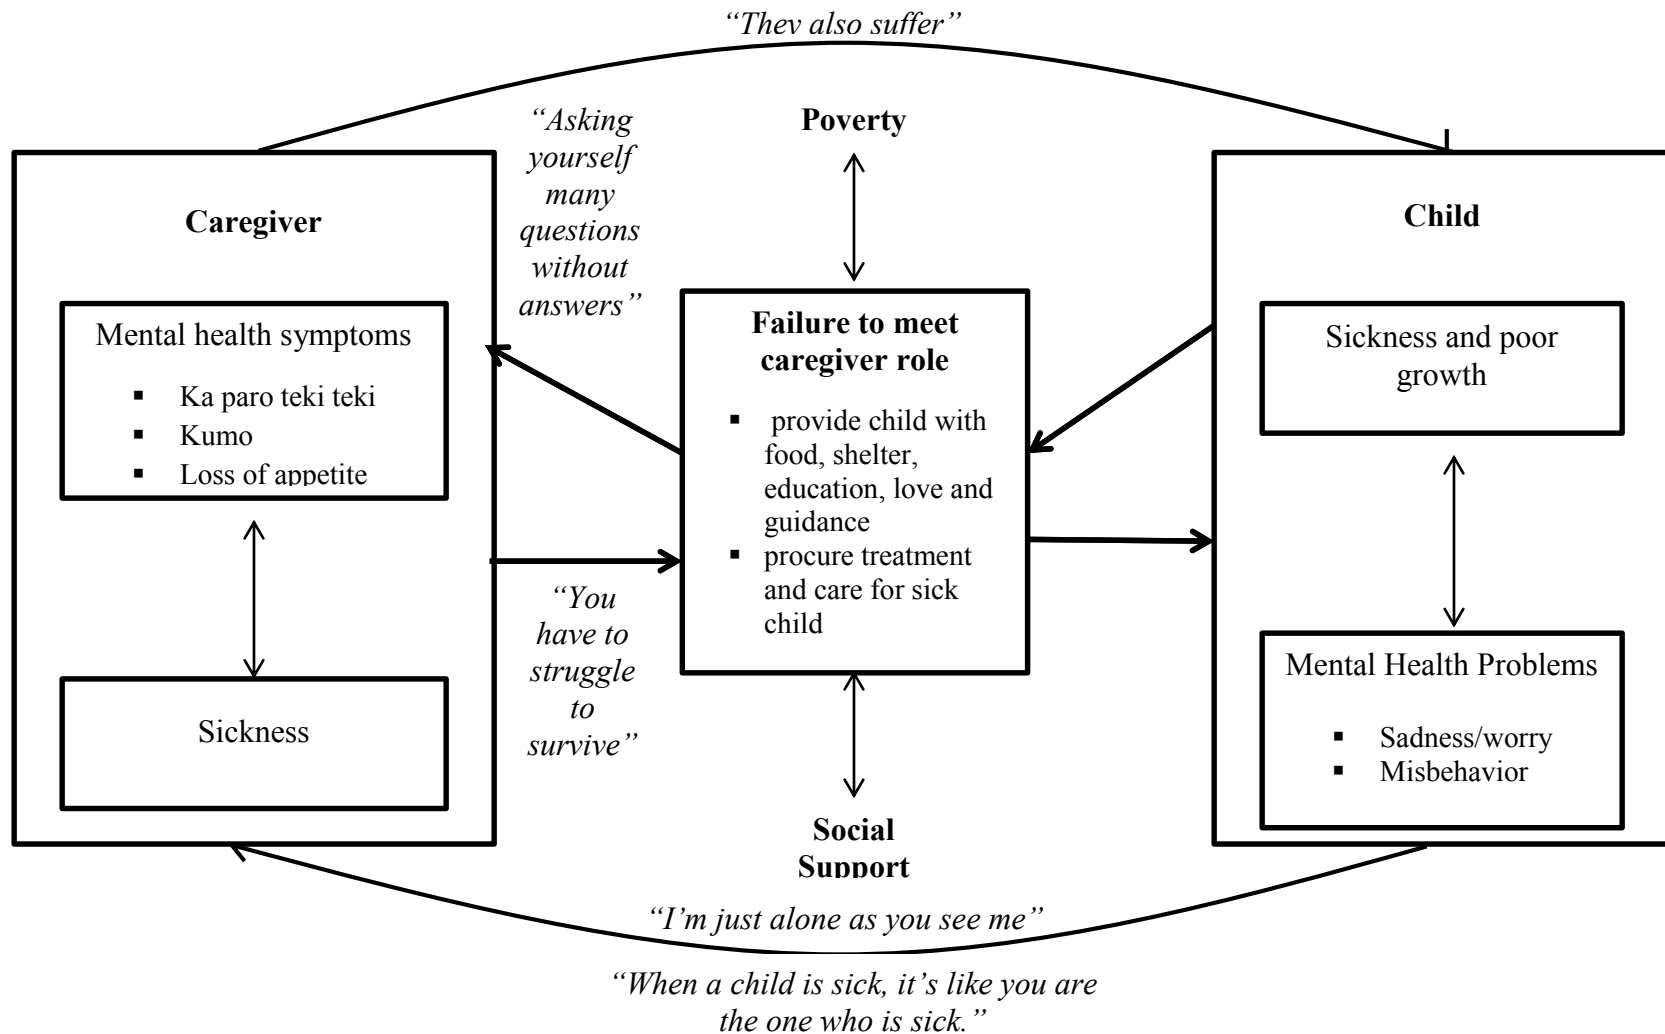 “They also suffer”
“Asking
yourself
many
questions
without
answers”
Poverty
Caregiver
Mental health symptoms
▪ Ka paro teki teki
▪ Kumo
▪ Loss of appetite
Sickness
“You
have to
struggle
to
survive”
Failure to meet
caregiver role
▪ provide child with
food, shelter,
education, love and
guidance
▪ procure treatment
and care for sick
child
Social
Support
Child
Sickness and poor
growth
Mental Health Problems
▪ Sadness/worry
▪ Misbehavior
“I’m just alone as you see me”
“When a child is sick, it’s like you are
the one who is sick.”